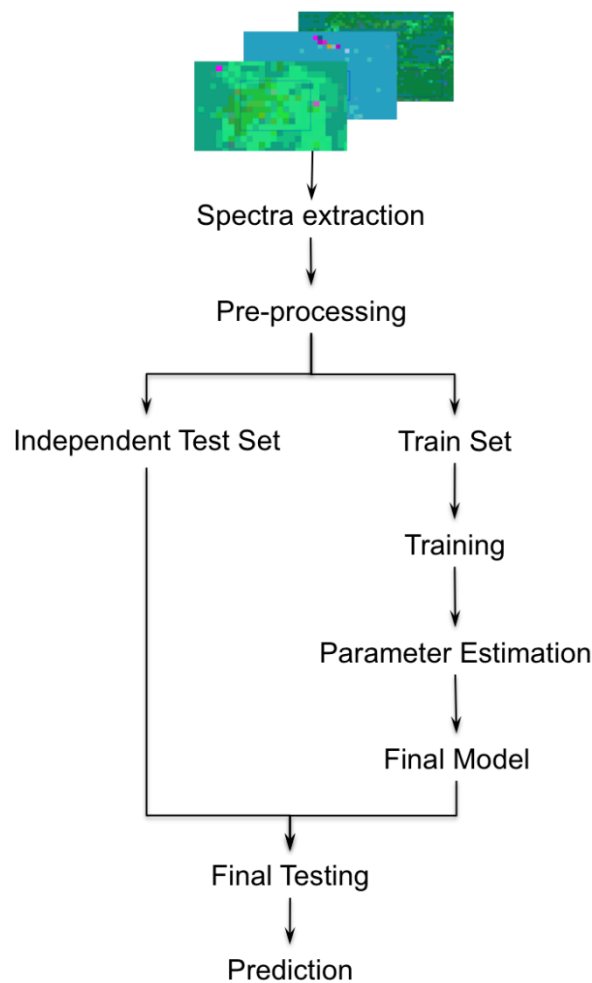 Spectra extraction
Pre-processing
Independent Test Set
Train Set
Training
Parameter Estimation
Final Model
Final Testing
Prediction